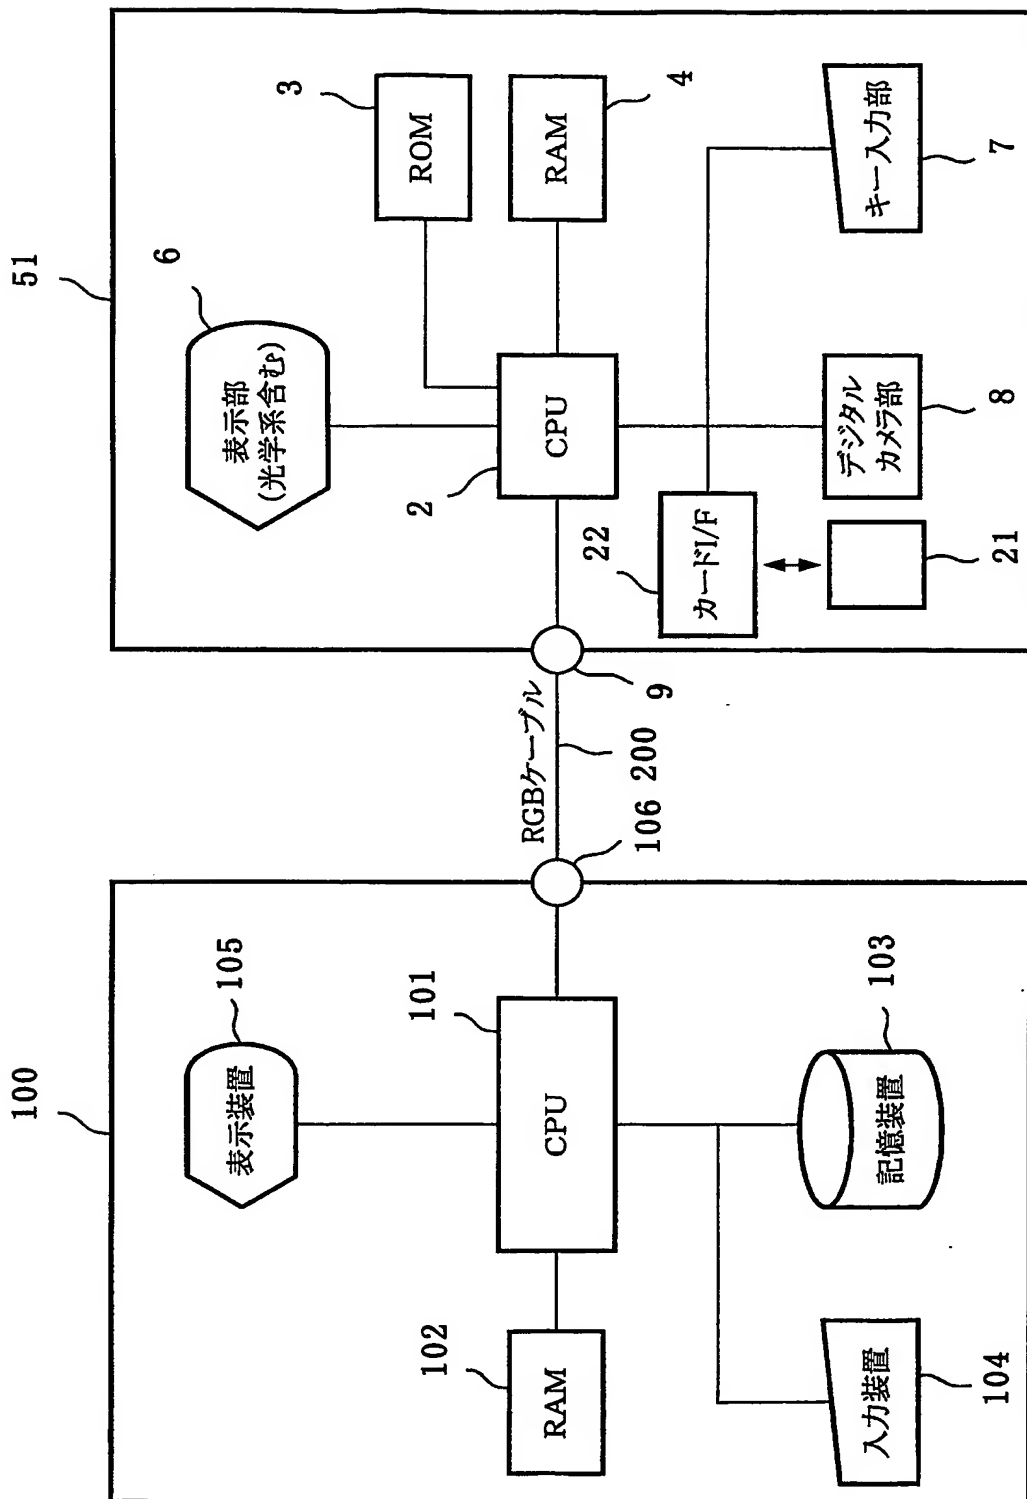 100
105
表示装置
101
102
RAM
CPU
103
入力装置
記憶装置
104
RGBケーブル
106 200
51
6
表示部
(光学系含む)
3
ROM
2
CPU
RAM
4
9
22
カードI/F
デジタル
カメラ部
キー入力部
21
8
7